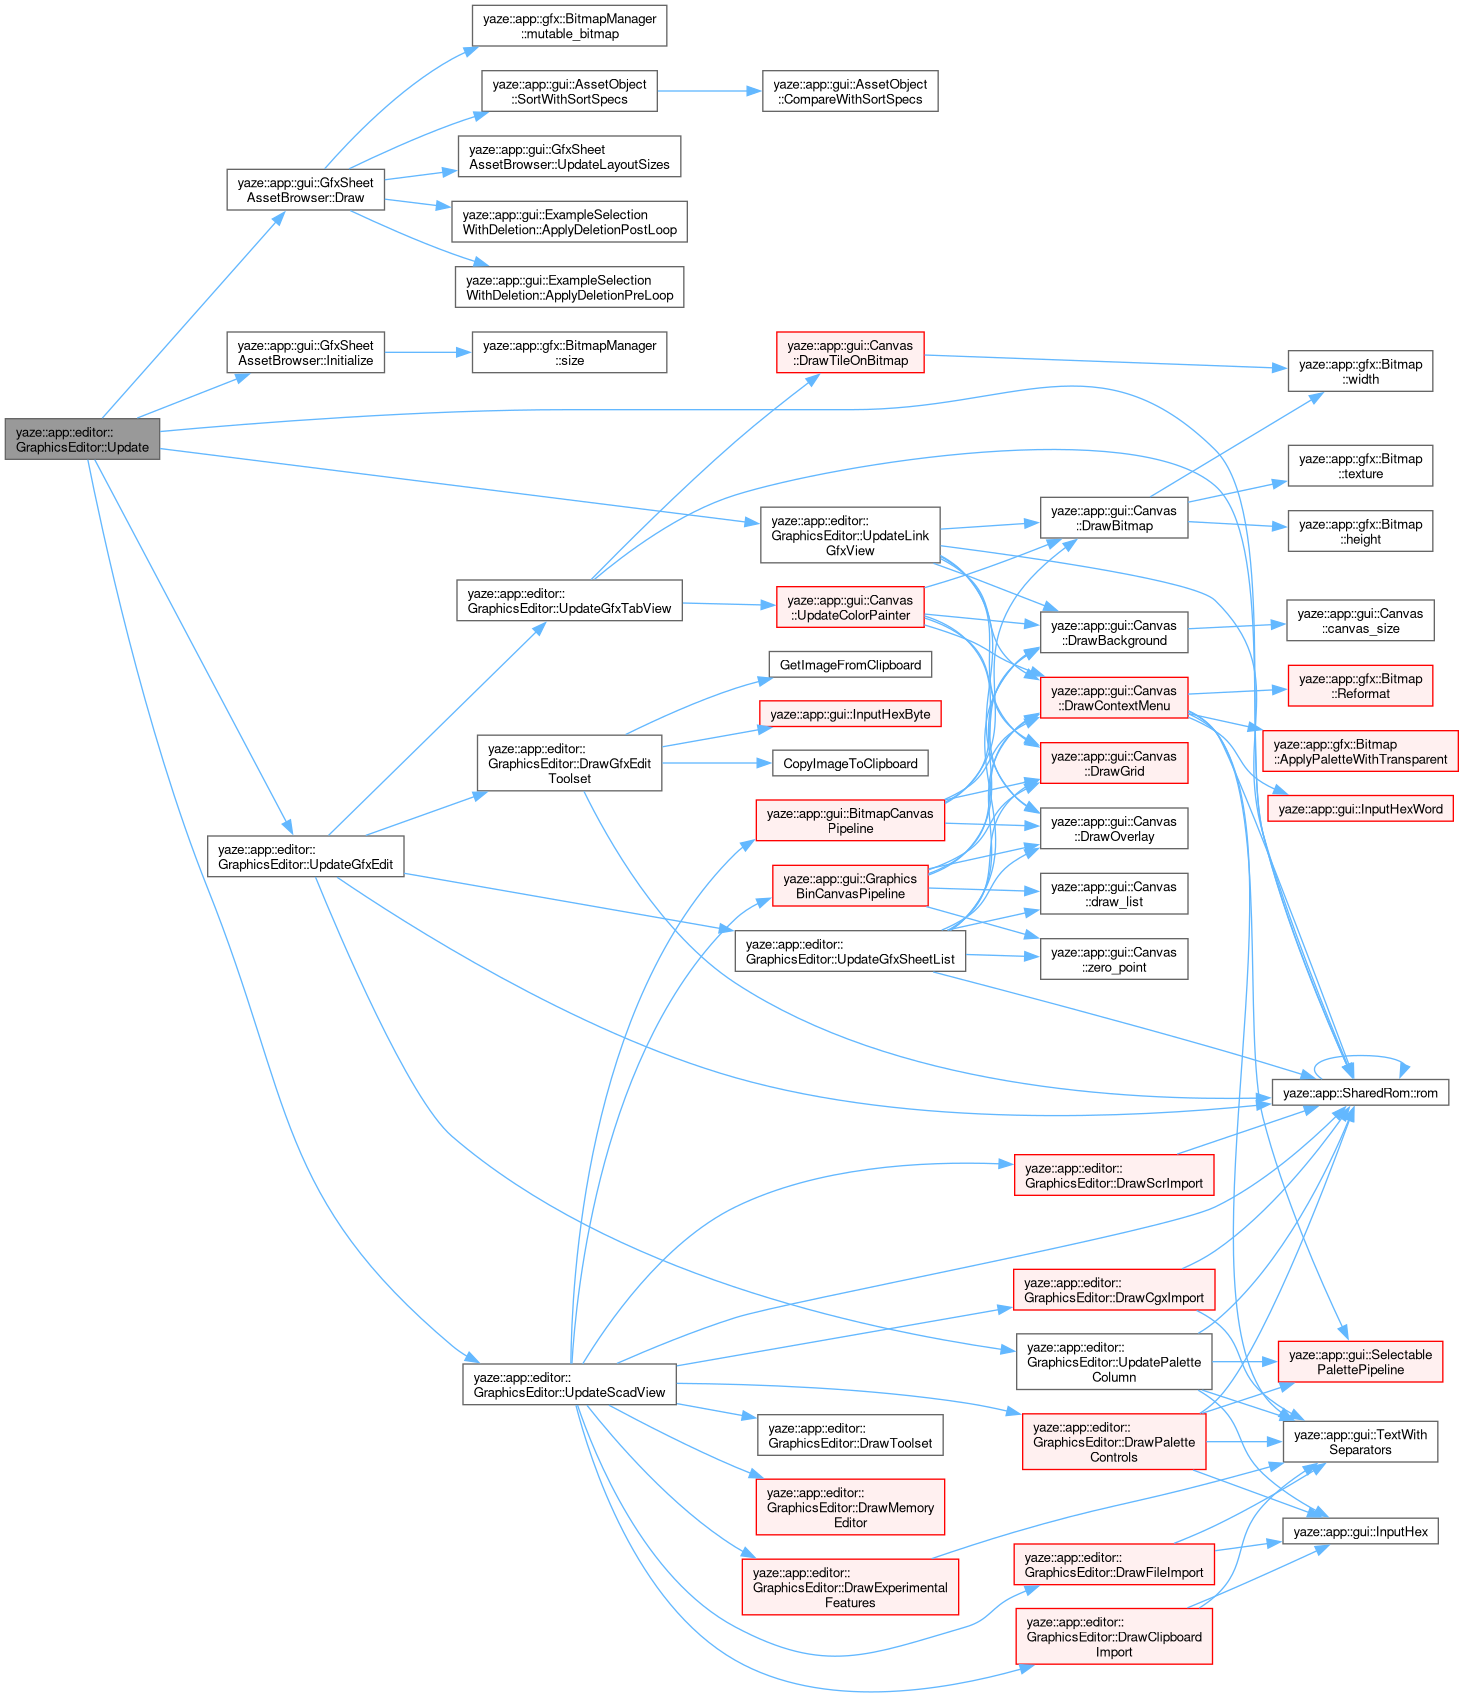 yaze::app::gfx::BitmapManager
::mutable_bitmap
yaze::app::gui::AssetObject
::SortWithSortSpecs
yaze::app::gui::AssetObject
::CompareWithSortSpecs
yaze::app::gui::GfxSheet
AssetBrowser::UpdateLayoutSizes
yaze::app::gui::GfxSheet
AssetBrowser::Draw
yaze::app::gui::ExampleSelection
WithDeletion::ApplyDeletionPostLoop
yaze::app::gui::ExampleSelection
WithDeletion::ApplyDeletionPreLoop
yaze::app::gui::GfxSheet
AssetBrowser::Initialize
yaze::app::gfx::BitmapManager
::size
yaze::app::gui::Canvas
::DrawTileOnBitmap
yaze::app::gfx::Bitmap
::width
yaze::app::editor::
GraphicsEditor::Update
yaze::app::gfx::Bitmap
::texture
yaze::app::editor::
GraphicsEditor::UpdateLink
GfxView
yaze::app::gui::Canvas
::DrawBitmap
yaze::app::gfx::Bitmap
::height
yaze::app::editor::
GraphicsEditor::UpdateGfxTabView
yaze::app::gui::Canvas
::UpdateColorPainter
yaze::app::gui::Canvas
::DrawBackground
yaze::app::gui::Canvas
::canvas_size
GetImageFromClipboard
yaze::app::gui::Canvas
::DrawContextMenu
yaze::app::gfx::Bitmap
::Reformat
yaze::app::gui::InputHexByte
yaze::app::editor::
GraphicsEditor::DrawGfxEdit
Toolset
CopyImageToClipboard
yaze::app::gui::Canvas
::DrawGrid
yaze::app::gfx::Bitmap
::ApplyPaletteWithTransparent
yaze::app::gui::InputHexWord
yaze::app::gui::BitmapCanvas
Pipeline
yaze::app::gui::Canvas
::DrawOverlay
yaze::app::editor::
GraphicsEditor::UpdateGfxEdit
yaze::app::gui::Graphics
BinCanvasPipeline
yaze::app::gui::Canvas
::draw_list
yaze::app::editor::
GraphicsEditor::UpdateGfxSheetList
yaze::app::gui::Canvas
::zero_point
yaze::app::SharedRom::rom
yaze::app::editor::
GraphicsEditor::DrawScrImport
yaze::app::editor::
GraphicsEditor::DrawCgxImport
yaze::app::editor::
GraphicsEditor::UpdatePalette
Column
yaze::app::gui::Selectable
PalettePipeline
yaze::app::editor::
GraphicsEditor::UpdateScadView
yaze::app::editor::
GraphicsEditor::DrawToolset
yaze::app::editor::
GraphicsEditor::DrawPalette
Controls
yaze::app::gui::TextWith
Separators
yaze::app::editor::
GraphicsEditor::DrawMemory
Editor
yaze::app::gui::InputHex
yaze::app::editor::
GraphicsEditor::DrawExperimental
Features
yaze::app::editor::
GraphicsEditor::DrawFileImport
yaze::app::editor::
GraphicsEditor::DrawClipboard
Import